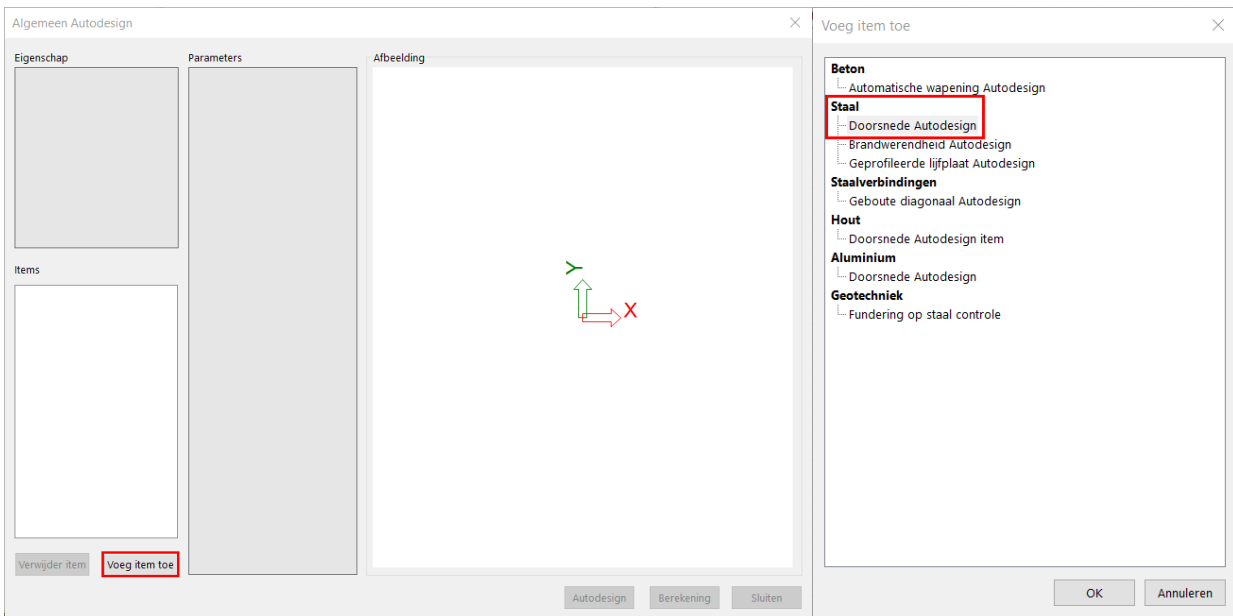 Algemeen Autodesign
Eigenschap
Parameters
Afbeelding
Items
Y
X
Verwijder item
Voeg item toe
Autodesign
Berekening
Sluiten
Voeg item toe
Beton
Automatische wapening Autodesign
Staal
Doorsnede Autodesign
Brandwerendheid Autodesign
Geprofileerde lijfplaat Autodesign
Staalverbindingen
Geboute diagonaal Autodesign
Hout
Doorsnede Autodesign item
Aluminium
Doorsnede Autodesign
Geotechniek
Fundering op staal controle
OK
Annuleren